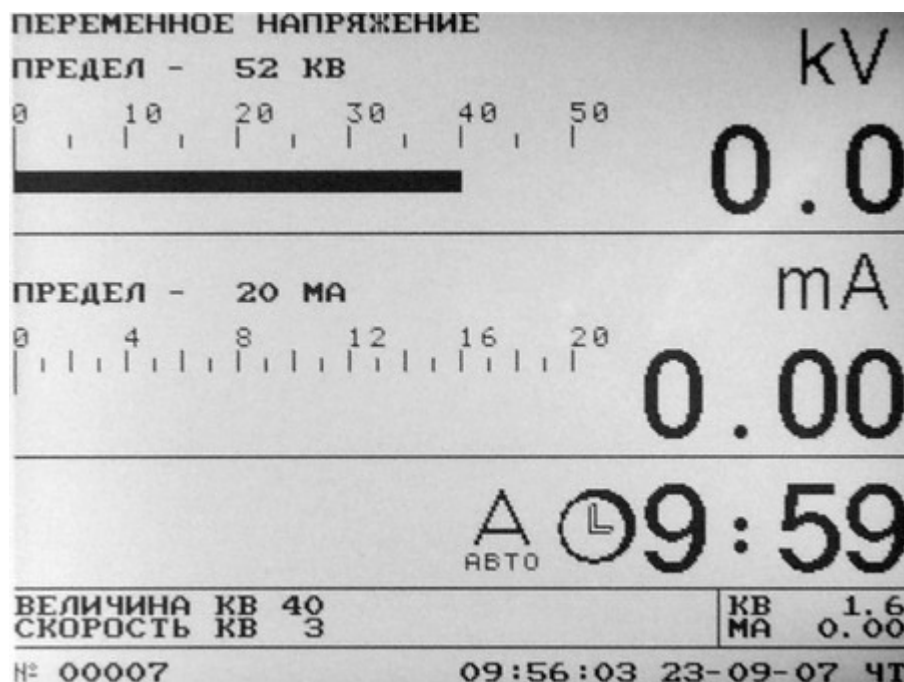 ПЕРЕМЕННОЕ НАПРЯЖЕНИЕ
ПРЕДЕЛ - 52 КВ
kV
0 10 20 30 40 50
0.0
ПРЕДЕЛ - 20 МА
mA
0 4 8 12 16 20
0.00
А 9:59
АВТО
ВЕЛИЧИНА КВ 40
СКОРОСТЬ КВ 3
КВ 1.6
МА 0.00
№ 00007 09:56:03 23-09-07 ЧТ